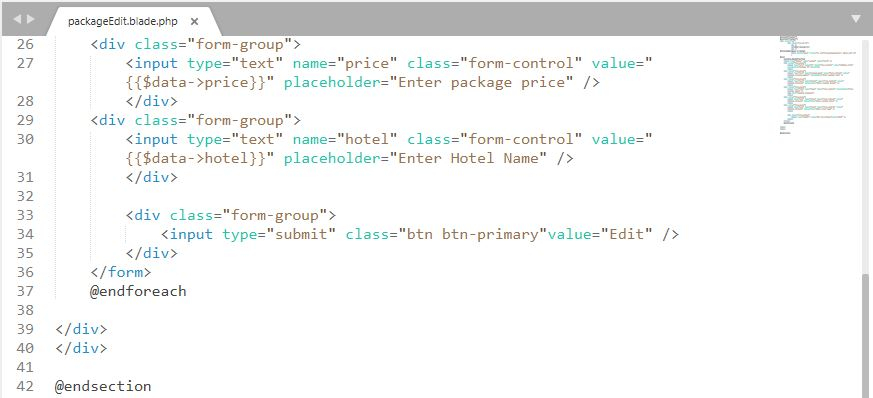 packageEdit.blade.php ×
26 <div class="form-group">
27 <input type="text" name="price" class="form-control" value="
{{$data->price}}" placeholder="Enter package price" />
28 </div>
29 <div class="form-group">
30 <input type="text" name="hotel" class="form-control" value="
{{$data->hotel}}" placeholder="Enter Hotel Name" />
31 </div>
32
33 <div class="form-group">
34 <input type="submit" class="btn btn-primary"value="Edit" />
35 </div>
36 </form>
37 @endforeach
38
39 </div>
40 </div>
41
42 @endsection